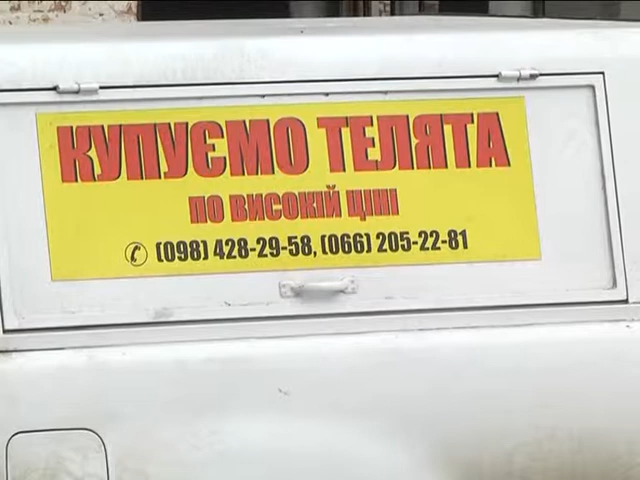 КУПУЄМО ТЕЛЯТА
ПО ВИСОКІЙ ЦІНІ
(098) 428-29-58, (066) 205-22-81